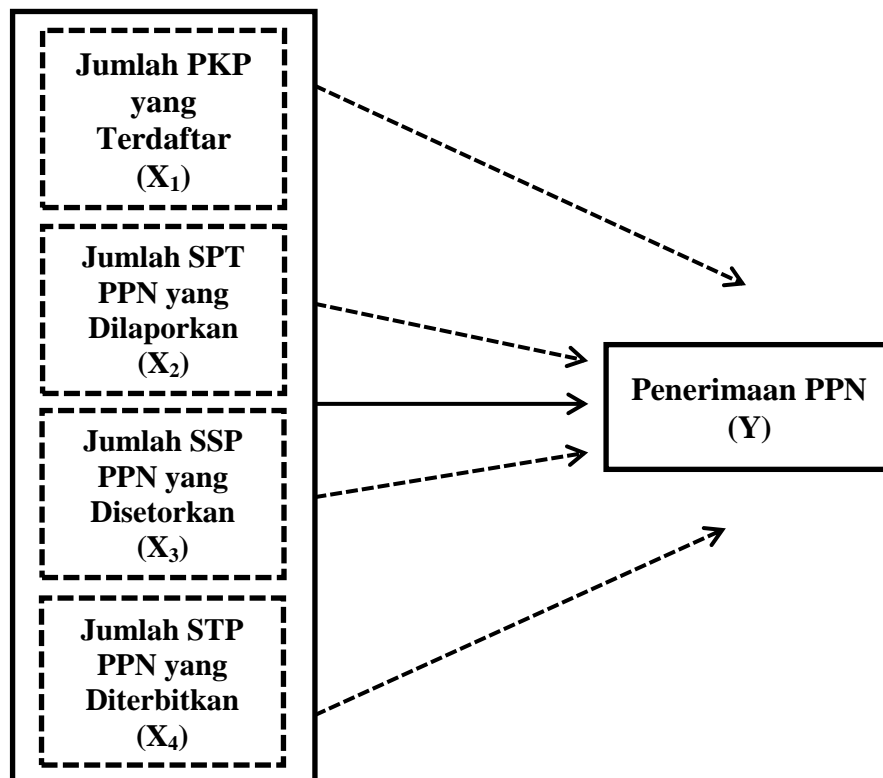 Jumlah PKP
yang
Terdaftar
(X₁)
Jumlah SPT
PPN yang
Dilaporkan
(X₂)
Jumlah SSP
PPN yang
Disetorkan
(X₃)
Jumlah STP
PPN yang
Diterbitkan
(X₄)
Penerimaan PPN
(Y)